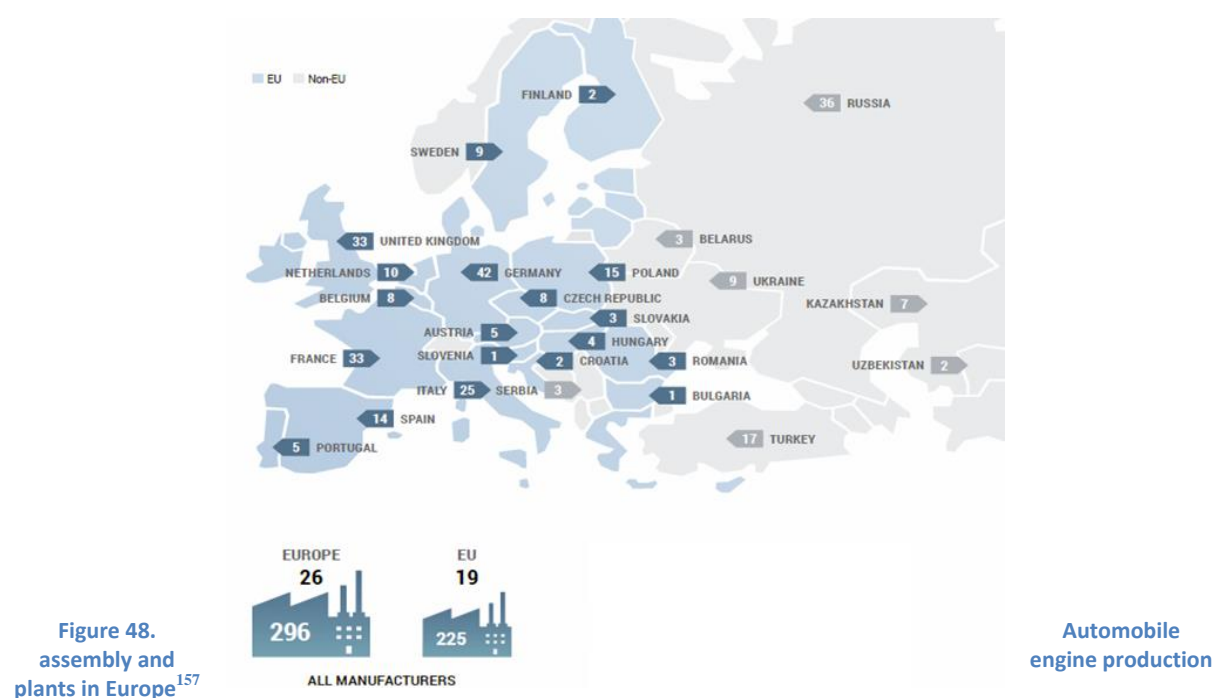 EU Non-EU
FINLAND 2
36 RUSSIA
SWEDEN 9
33 UNITED KINGDOM
3 BELARUS
NETHERLANDS 10
42 GERMANY
15 POLAND
9 UKRAINE
BELGIUM 8
8 CZECH REPUBLIC
KAZAKHSTAN 7
3 SLOVAKIA
AUSTRIA 5
4 HUNGARY
FRANCE 33
SLOVENIA 1
2 CROATIA
3 ROMANIA
UZBEKISTAN 2
ITALY 25
SERBIA 3
1 BULGARIA
14 SPAIN
17 TURKEY
5 PORTUGAL
EUROPE
26
296
EU
19
225
ALL MANUFACTURERS
Figure 48.
assembly and
plants in Europe157
Automobile
engine production